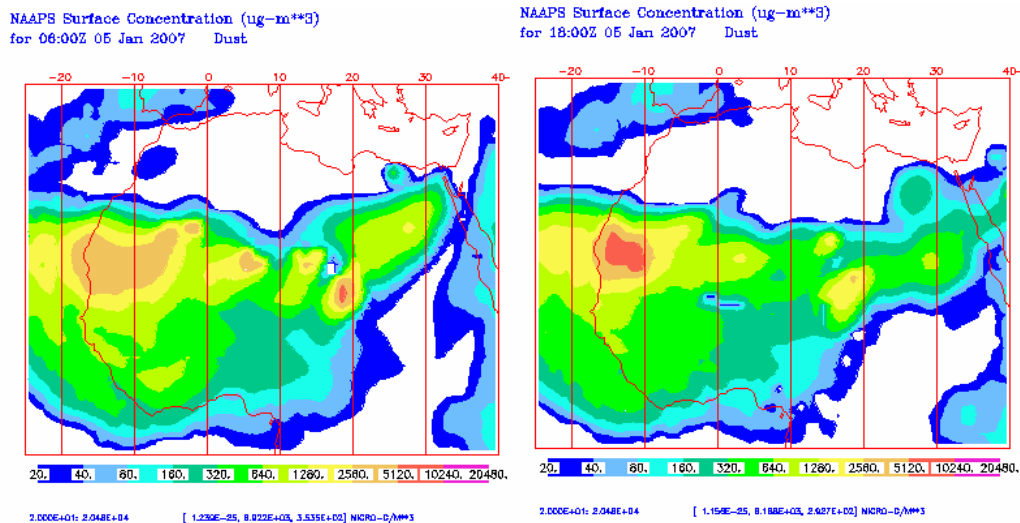 NAAPS Surface Concentration (ug-m**3)
for 06:00Z 05 Jan 2007 Dust
-20 -10 0 10 20 30 40-
20. 40. 80. 160. 320. 640. 1280. 2560. 5120. 10240. 20480.
2.000E+01: 2.048E+04 [ 1.239E-25, 8.922E+03, 3.535E+02] MICRO-G/M**3
NAAPS Surface Concentration (ug-m**3)
for 18:00Z 05 Jan 2007 Dust
-20 -10 0 10 20 30 40-
20. 40. 80. 160. 320. 640. 1280. 2560. 5120. 10240. 20480.
2.000E+01: 2.048E+04 [ 1.156E-25, 8.188E+03, 2.927E+02] MICRO-G/M**3